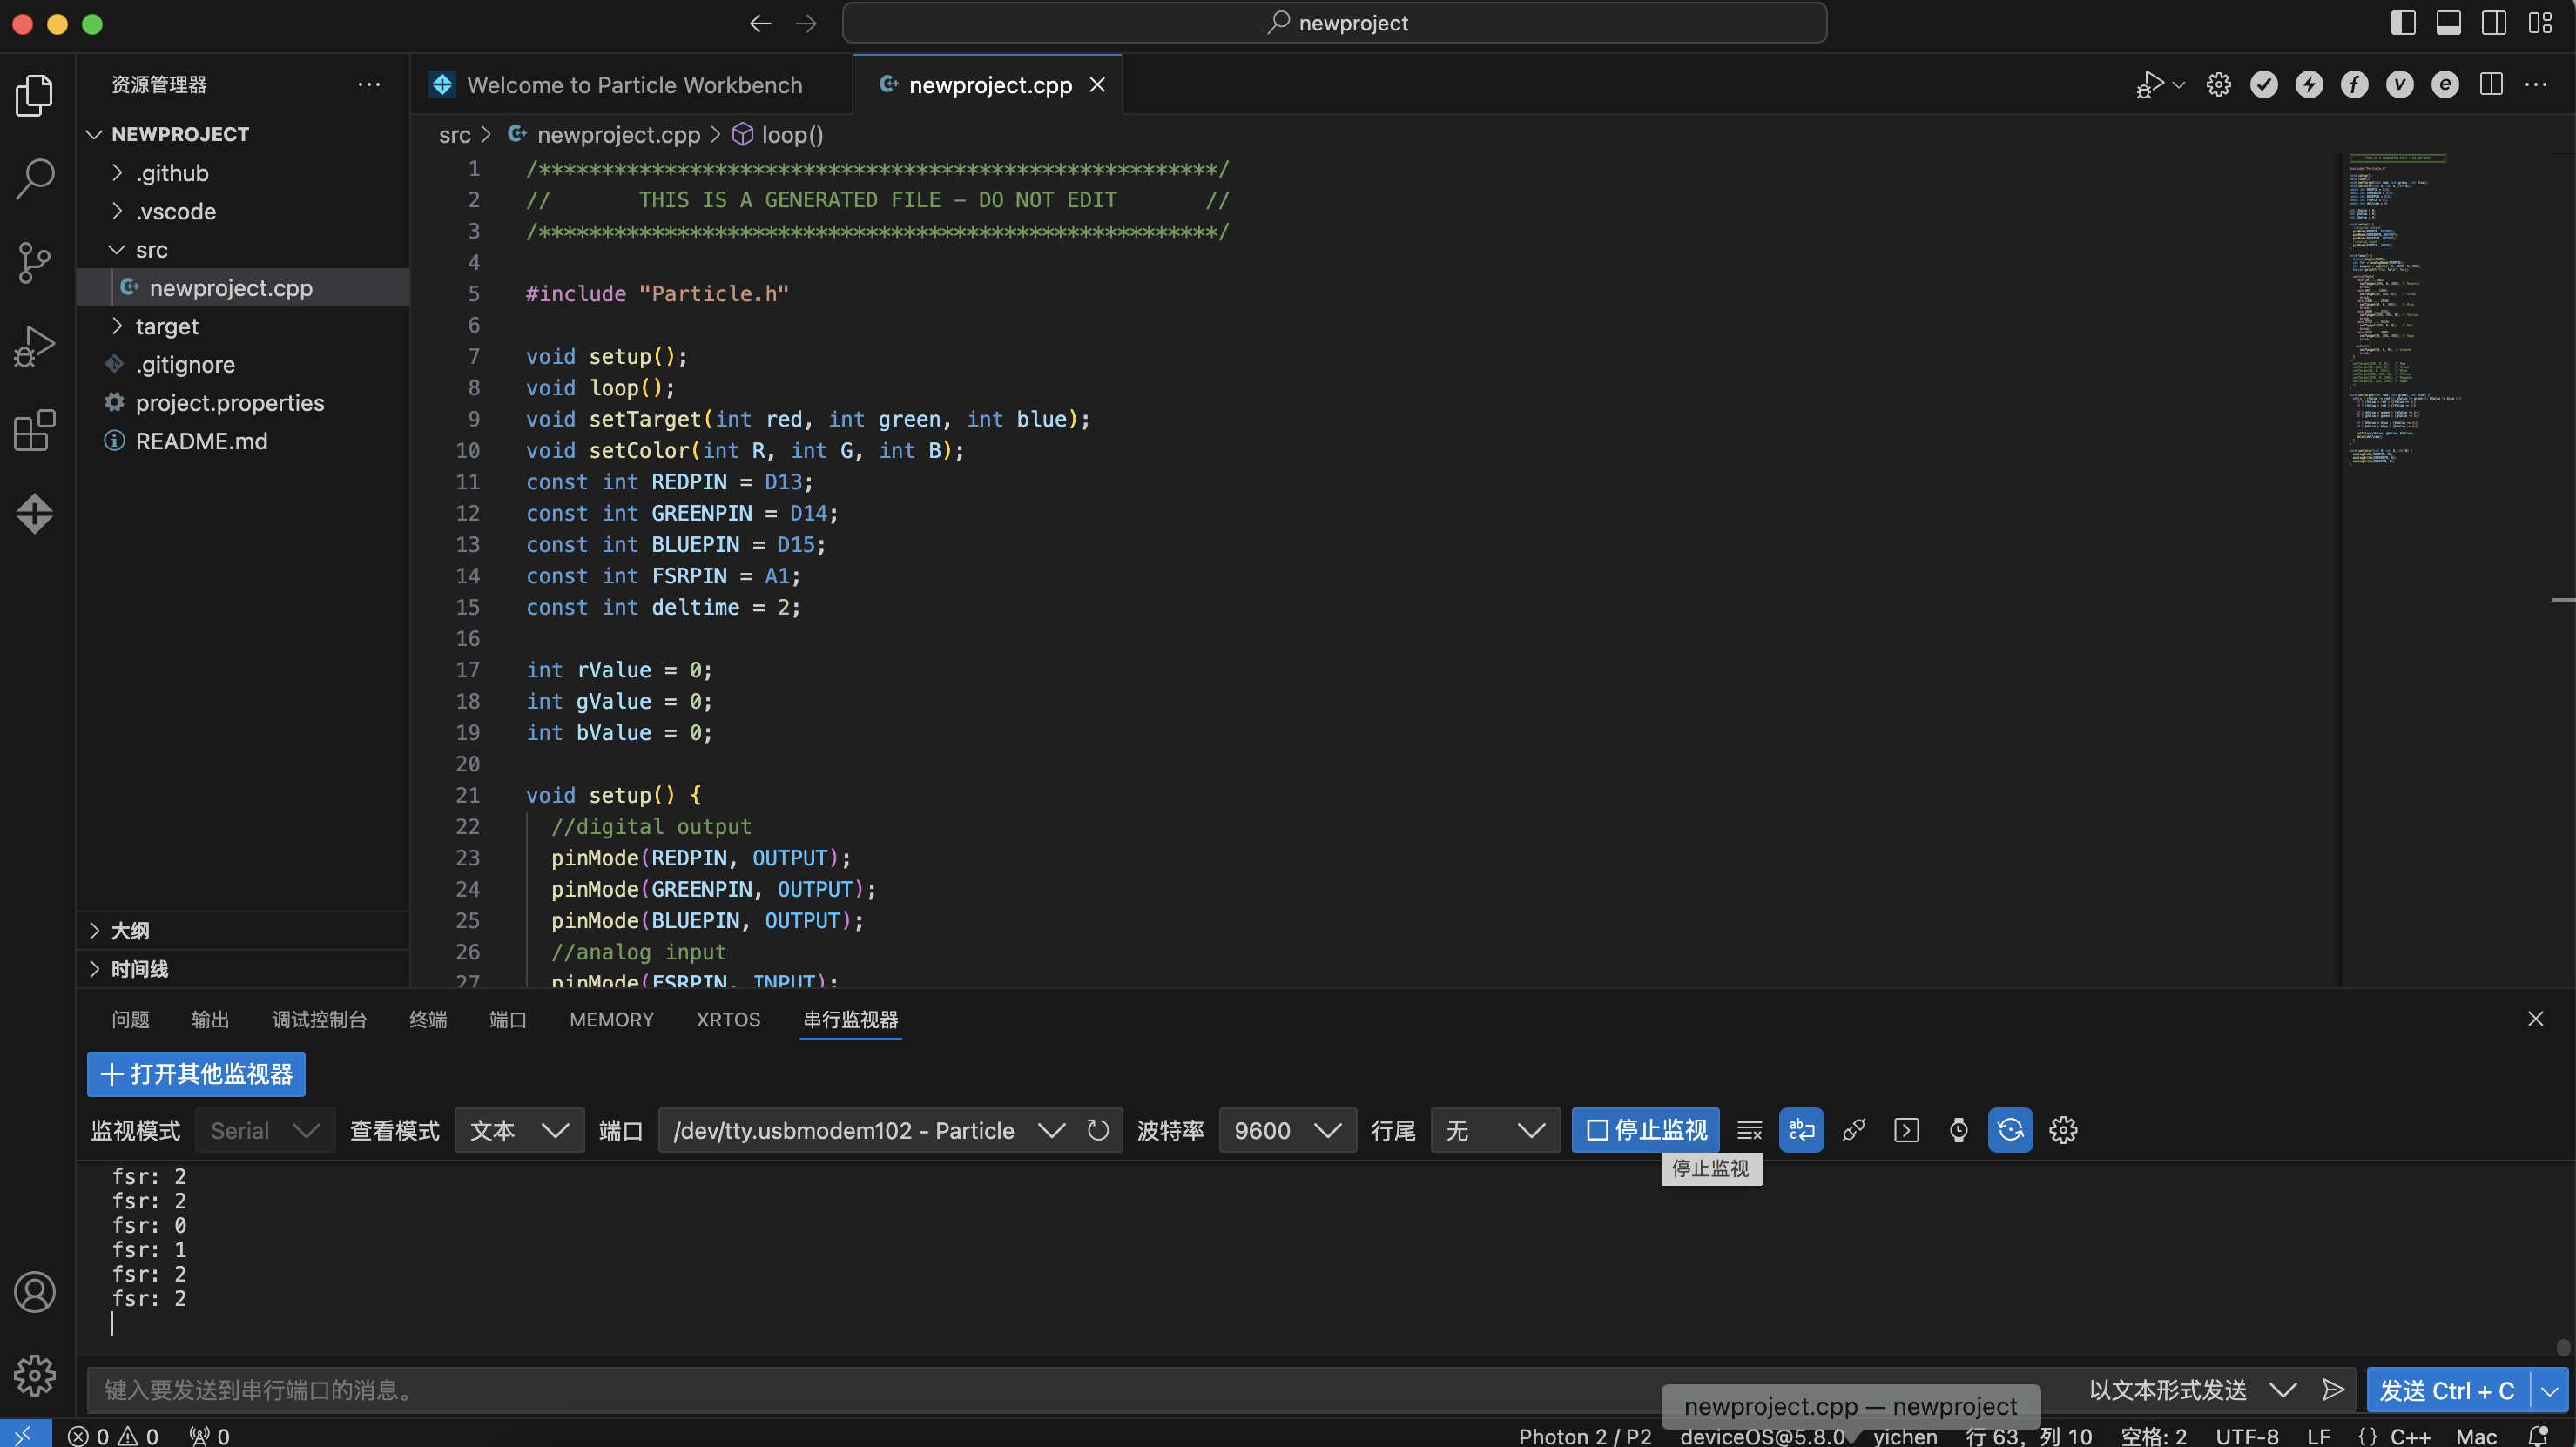 newproject
资源管理器
NEWPROJECT
.github
.vscode
src
newproject.cpp
target
.gitignore
project.properties
README.md
大纲
时间线
Welcome to Particle Workbench
newproject.cpp
src > newproject.cpp > loop()
1 /******************************************************/
2 //       THIS IS A GENERATED FILE - DO NOT EDIT       //
3 /******************************************************/
4
5 #include "Particle.h"
6
7 void setup();
8 void loop();
9 void setTarget(int red, int green, int blue);
10 void setColor(int R, int G, int B);
11 const int REDPIN = D13;
12 const int GREENPIN = D14;
13 const int BLUEPIN = D15;
14 const int FSRPIN = A1;
15 const int deltime = 2;
16
17 int rValue = 0;
18 int gValue = 0;
19 int bValue = 0;
20
21 void setup() {
22 //digital output
23 pinMode(REDPIN, OUTPUT);
24 pinMode(GREENPIN, OUTPUT);
25 pinMode(BLUEPIN, OUTPUT);
26 //analog input
27 pinMode(FSRPIN, INPUT);
问题 输出 调试控制台 终端 端口 MEMORY XRTOS 串行监视器
打开其他监视器
监视模式 Serial 查看模式 文本 端口 /dev/tty.usbmodem102 - Particle 波特率 9600 行尾 无 停止监视
停止监视
fsr: 2
fsr: 2
fsr: 0
fsr: 1
fsr: 2
fsr: 2
键入要发送到串行端口的消息。 以文本形式发送 发送 Ctrl + C
newproject.cpp — newproject
0 0 0 Photon 2 / P2 deviceOS@5.8.0 yichen 行 63，列 10 空格: 2 UTF-8 LF {} C++ Mac